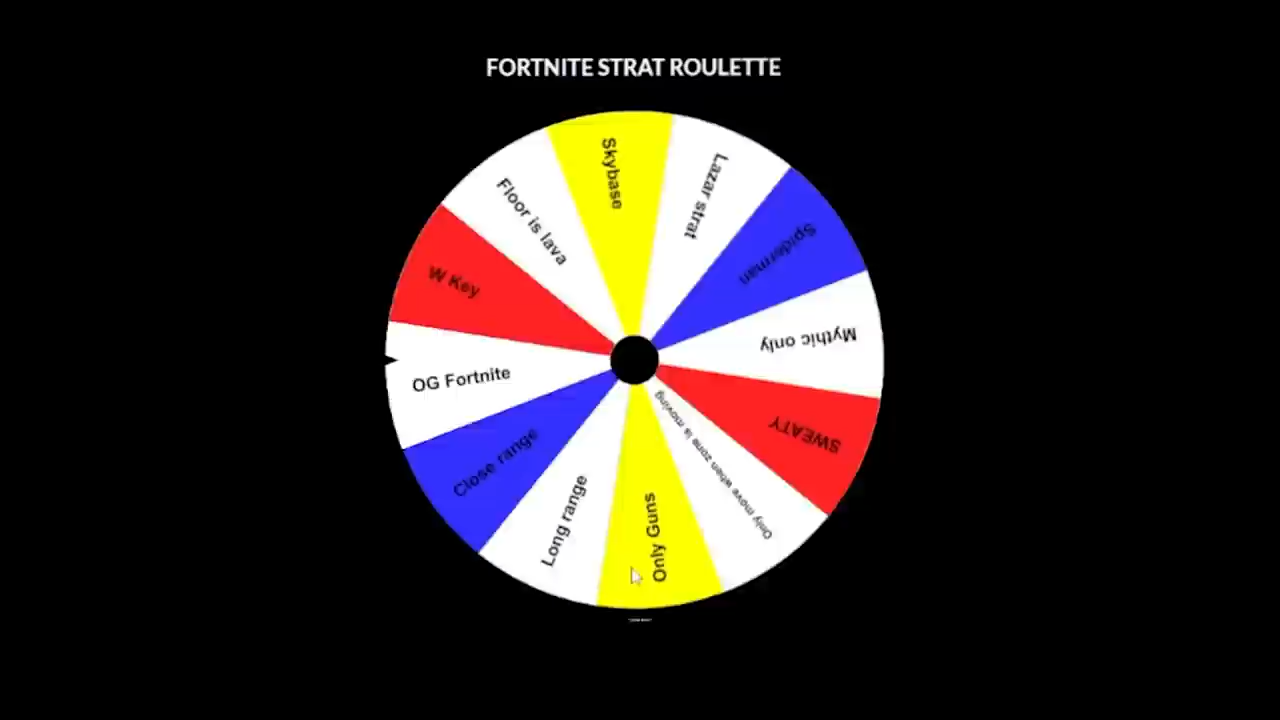 FORTNITE STRAT ROULETTE
Skybase
Lazar strat
Spiderman
Mythic only
SWEATY
Only move when zone is moving
Only Guns
Long range
Close range
OG Fortnite
W Key
Floor is lava